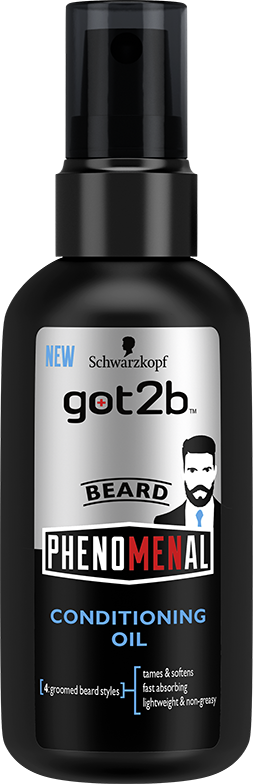 NEW
Schwarzkopf
got2b™
BEARD
PHENOMENAL
CONDITIONING
OIL
[4 groomed beard styles]
tames & softens
fast absorbing
lightweight & non-greasy